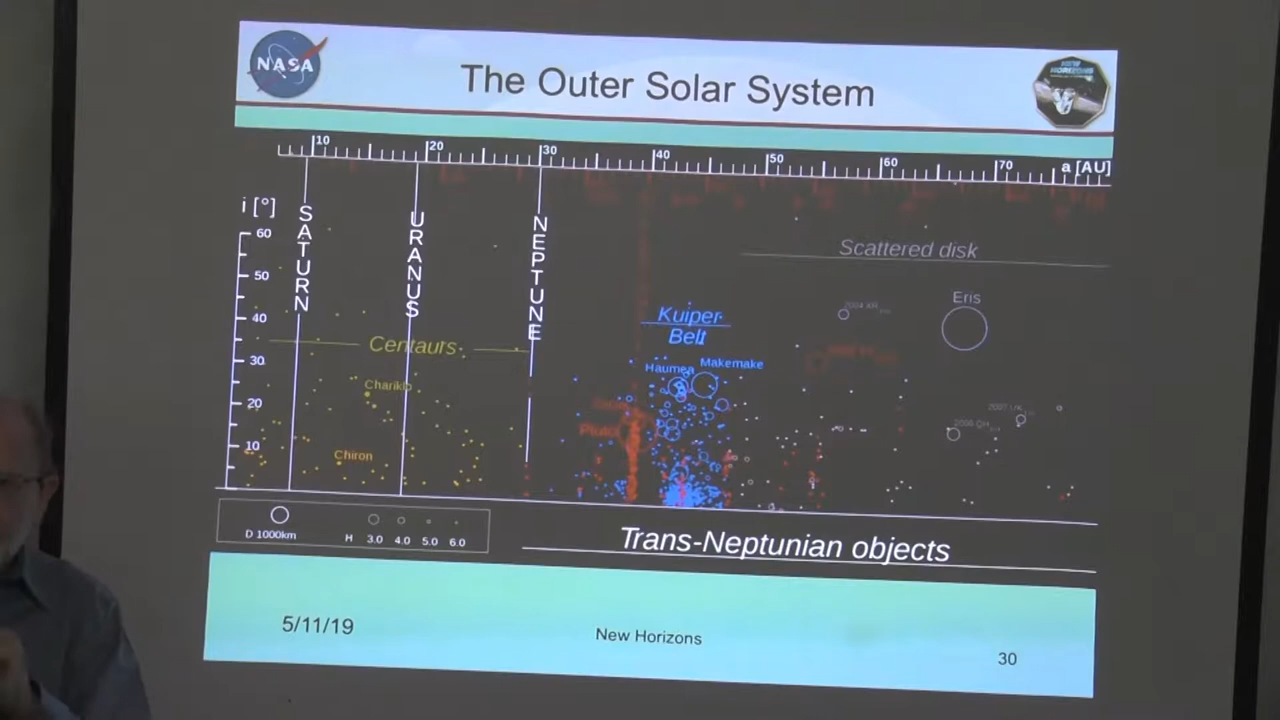 NASA
NEW HORIZONS
The Outer Solar System
10 20 30 40 50 60 70 a [AU]
i [°]
60
50
40
30
20
10
SATURN
URANUS
NEPTUNE
Scattered disk
Eris
Kuiper
Belt
Centaurs
Haumea
Makemake
Pluto
Chiron
D 1000km
H 3.0 4.0 5.0 6.0
Trans-Neptunian objects
5/11/19
New Horizons
30